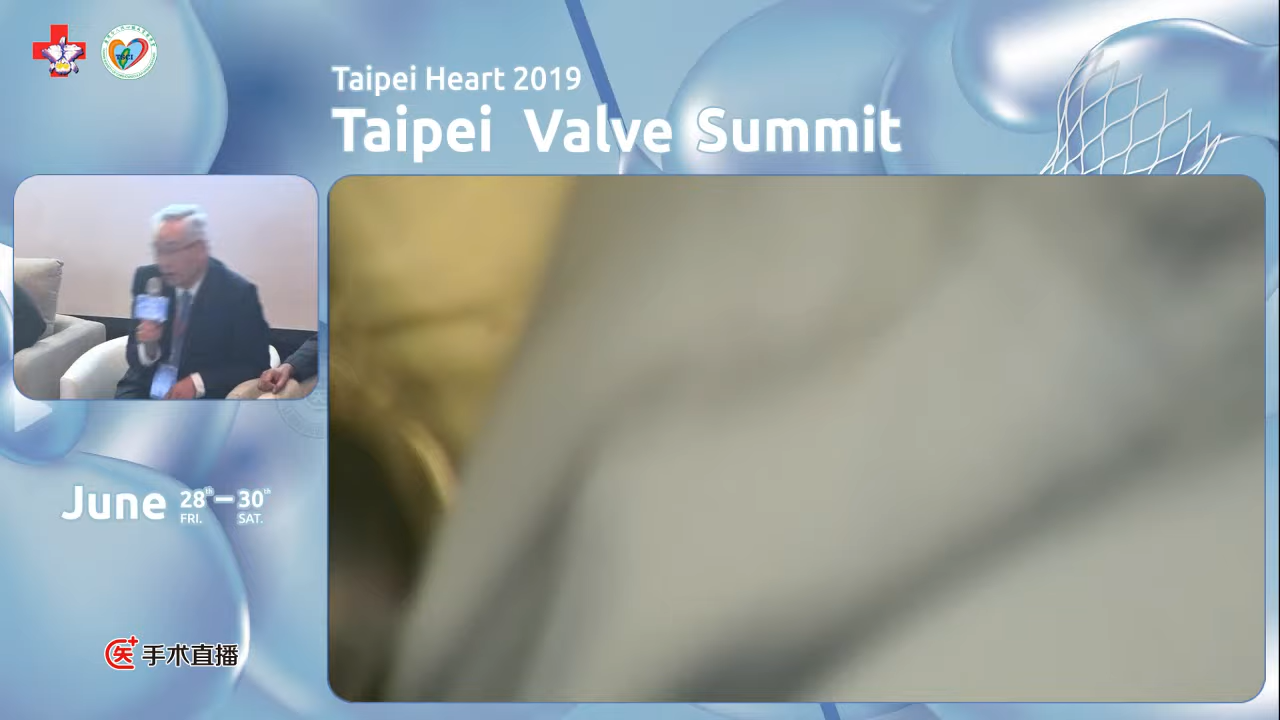 Taipei Heart 2019
Taipei Valve Summit
June 28th – 30th
FRI. SAT.
手术直播